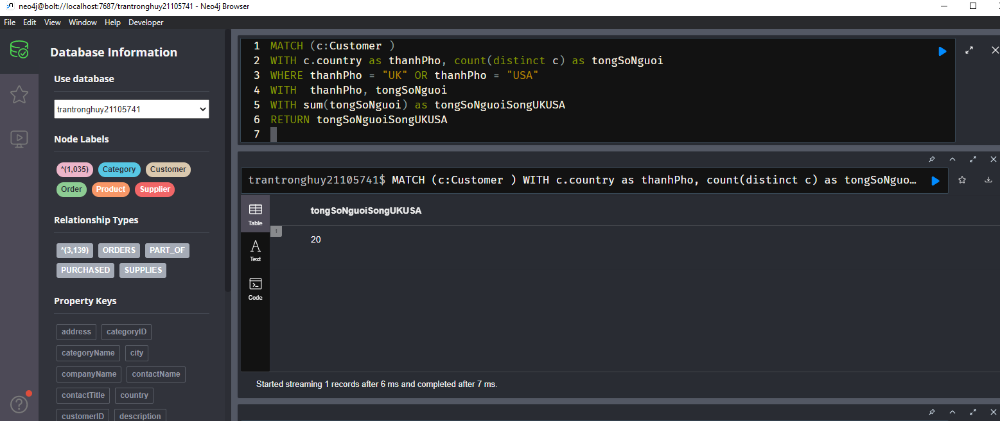 neo4j@bolt://localhost:7687/trantronghuy21105741 - Neo4j Browser
File Edit View Window Help Developer
Database Information
Use database
trantronghuy21105741
Node Labels
*(1,035) Category Customer
Order Product Supplier
Relationship Types
*(3,139) ORDERS PART_OF
PURCHASED SUPPLIES
Property Keys
address categoryID
categoryName city
companyName contactName
contactTitle country
customerID description
?
1 MATCH (c:Customer )
2 WITH c.country as thanhPho, count(distinct c) as tongSoNguoi
3 WHERE thanhPho = "UK" OR thanhPho = "USA"
4 WITH  thanhPho, tongSoNguoi
5 WITH sum(tongSoNguoi) as tongSoNguoiSongUKUSA
6 RETURN tongSoNguoiSongUKUSA
7
trantronghuy21105741$ MATCH (c:Customer ) WITH c.country as thanhPho, count(distinct c) as tongSoNguo…
Table
A
Text
Code
tongSoNguoiSongUKUSA
1
20
Started streaming 1 records after 6 ms and completed after 7 ms.